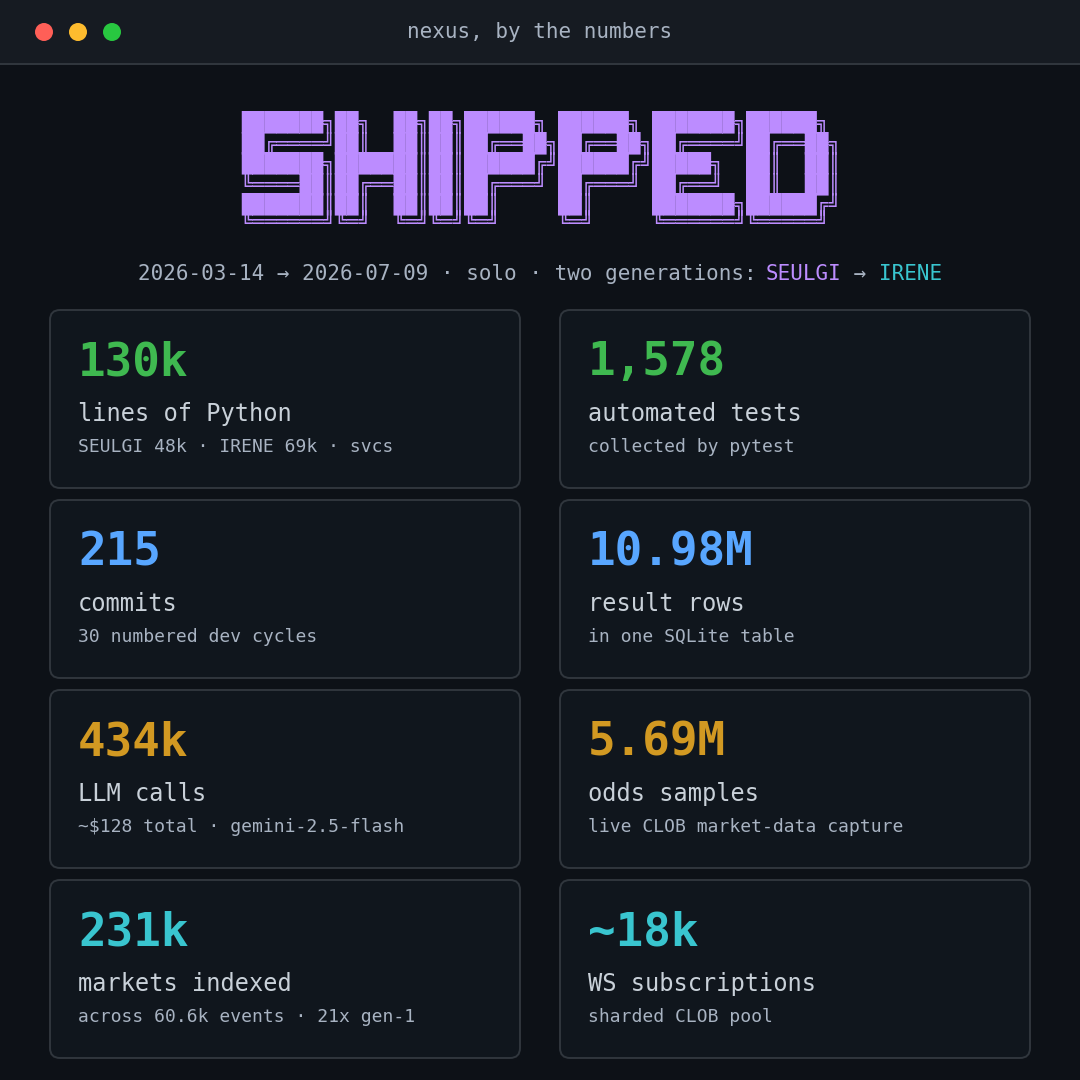 nexus, by the numbers
SHIPPED
2026-03-14 → 2026-07-09 · solo · two generations: SEULGI → IRENE
130k
lines of Python
SEULGI 48k · IRENE 69k · svcs
1,578
automated tests
collected by pytest
215
commits
30 numbered dev cycles
10.98M
result rows
in one SQLite table
434k
LLM calls
~$128 total · gemini-2.5-flash
5.69M
odds samples
live CLOB market-data capture
231k
markets indexed
across 60.6k events · 21x gen-1
~18k
WS subscriptions
sharded CLOB pool